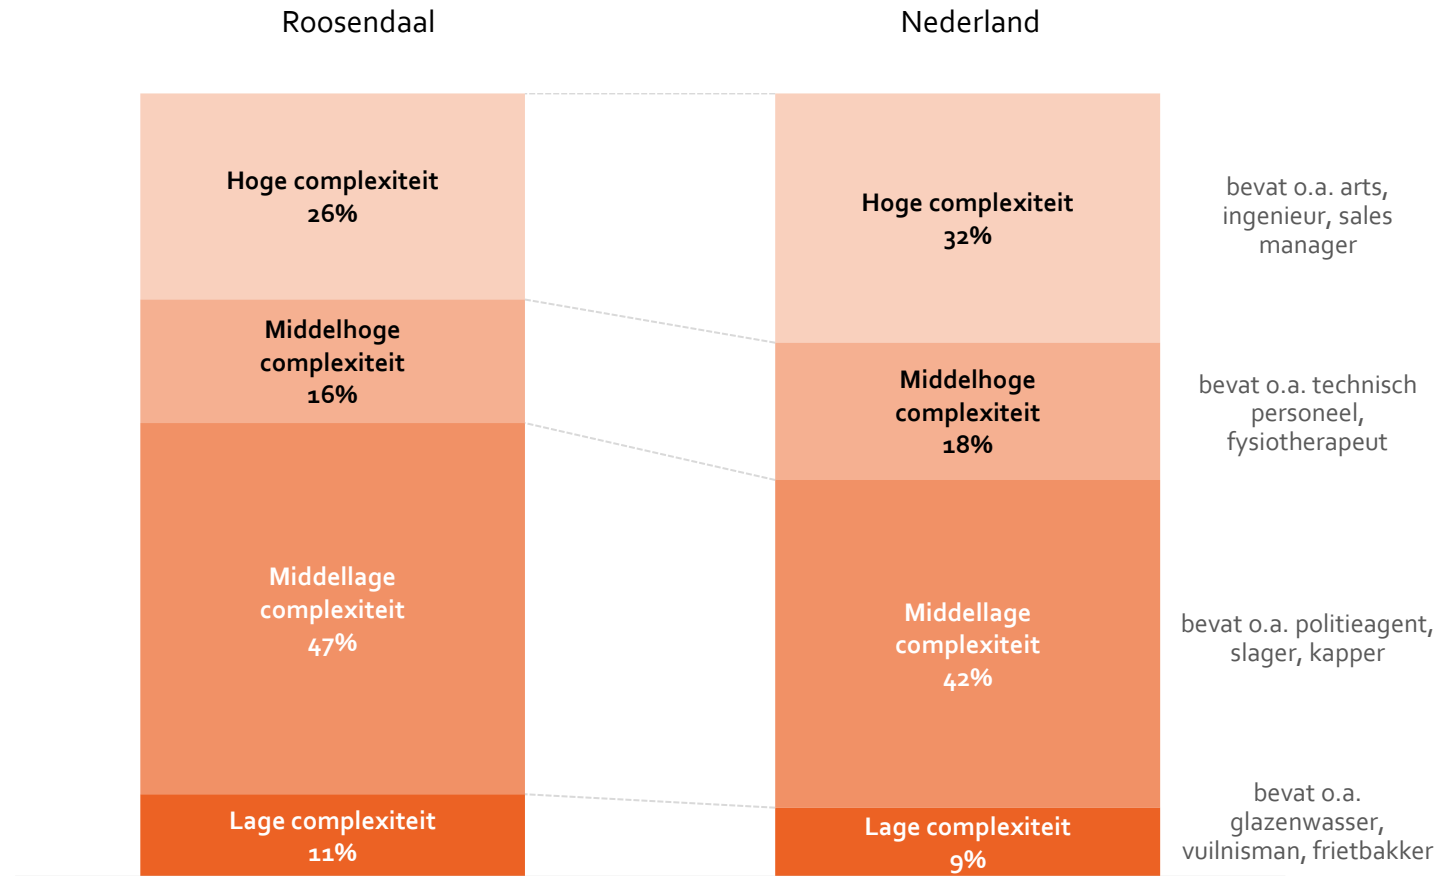 Roosendaal
Nederland
Hoge complexiteit
26%
Middelhoge
complexiteit
16%
Middellage
complexiteit
47%
Lage complexiteit
11%
Hoge complexiteit
32%
Middelhoge
complexiteit
18%
Middellage
complexiteit
42%
Lage complexiteit
9%
bevat o.a. arts,
ingenieur, sales
manager
bevat o.a. technisch
personeel,
fysiotherapeut
bevat o.a. politieagent,
slager, kapper
bevat o.a.
glazenwasser,
vuilnisman, frietbakker